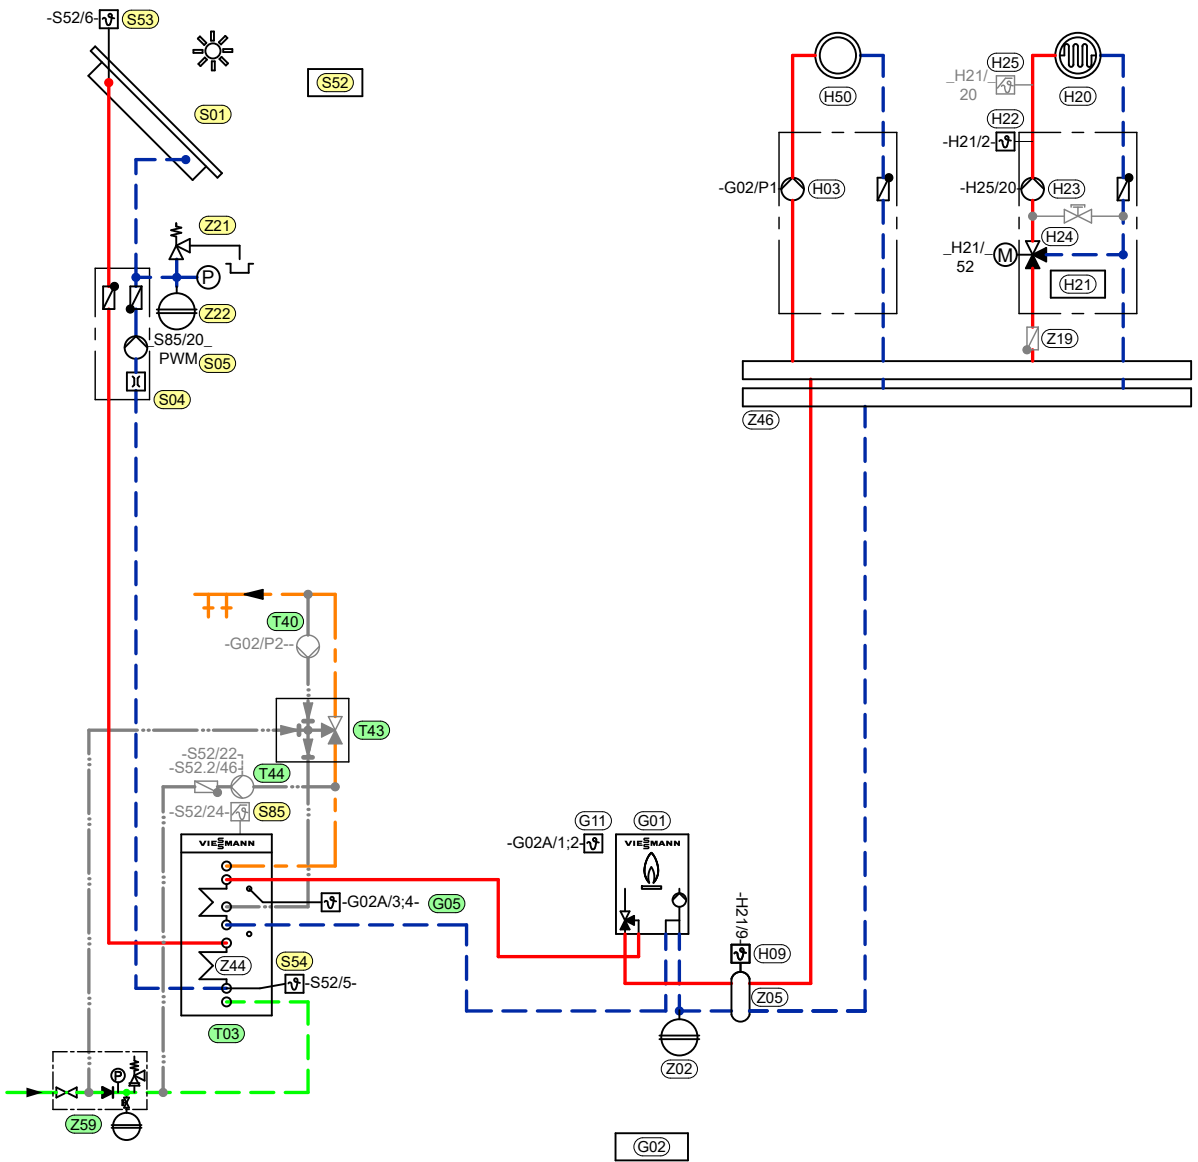 -S52/6-
S53
S52
S01
H50
H25
_H21/_
20
H20
H22
-H21/2-
-G02/P1
H03
-H25/20-
H23
H24
_H21/_
52
M
H21
Z19
Z46
Z21
P
Z22
_S85/20_
PWM
S05
S04
T40
-G02/P2--
T43
-S52/22-
-S52.2/46-
T44
-S52/24-
S85
VIESSMANN
-G02A/3;4-
G05
Z44
S54
-S52/5-
T03
G11
G01
-G02A/1;2-
VIESSMANN
-H21/9-
H09
Z05
Z02
P
Z59
G02